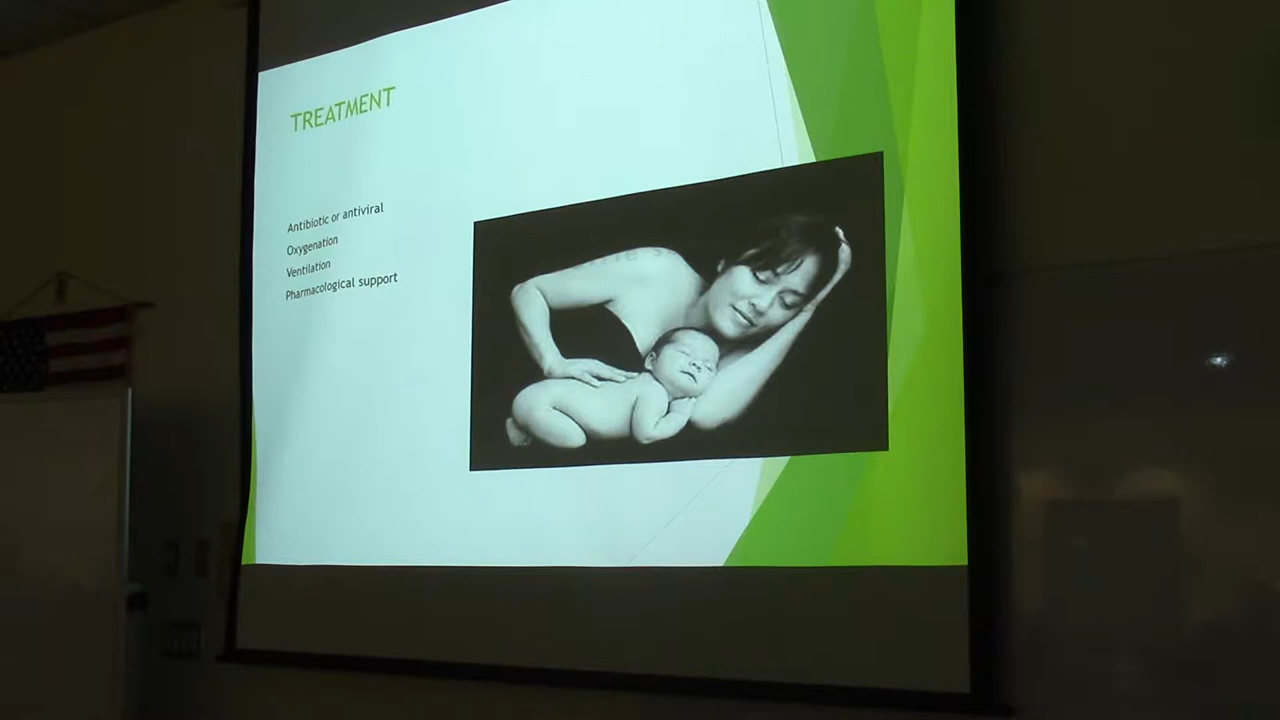 TREATMENT
Antibiotic or antiviral
Oxygenation
Ventilation
Pharmacological support